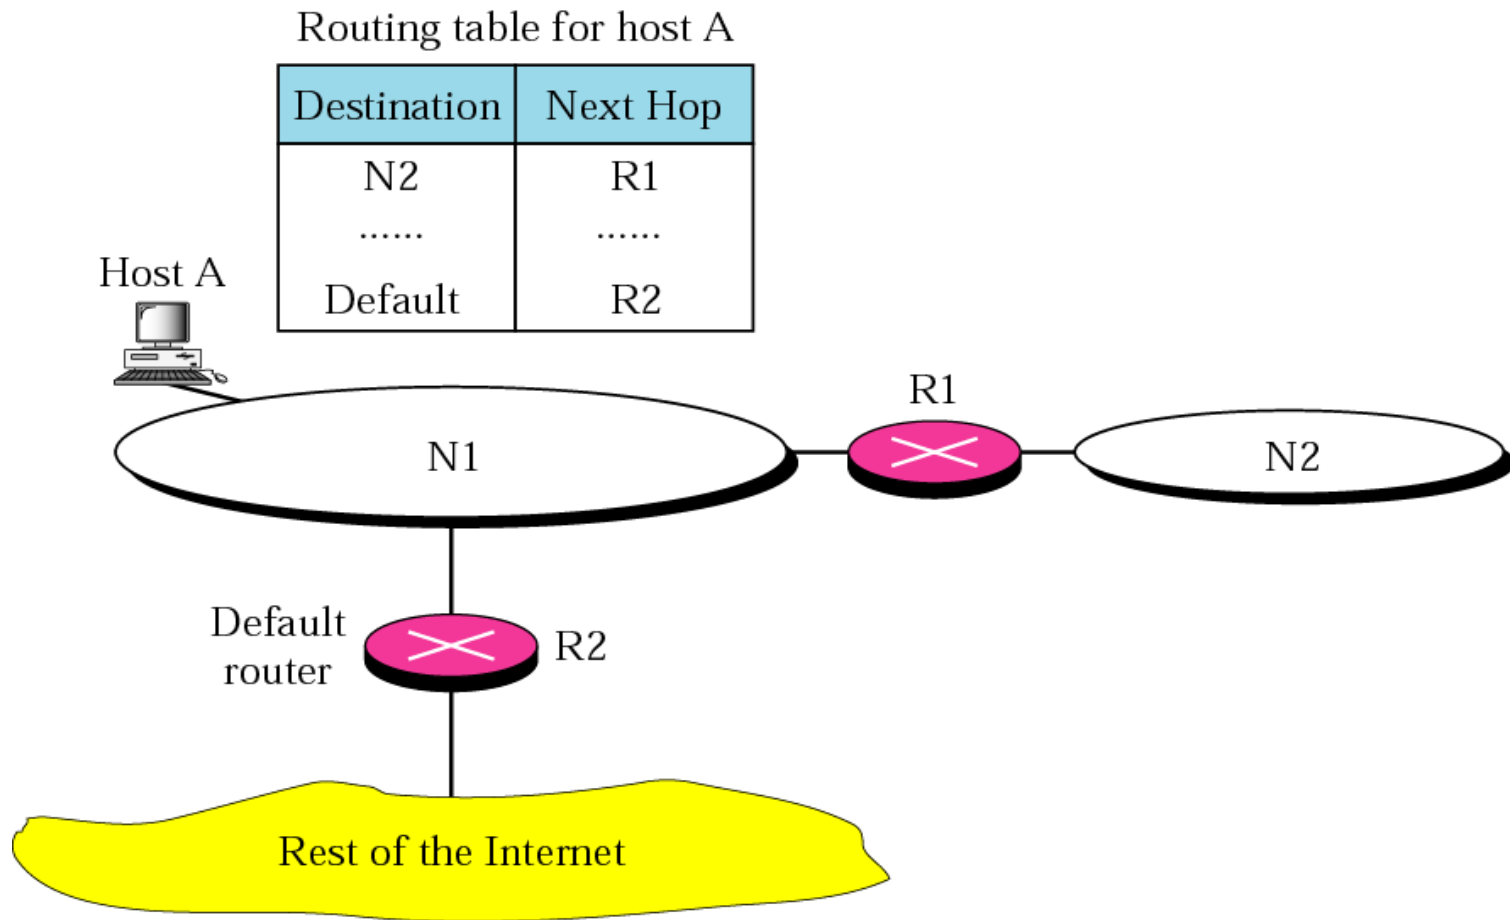 Routing table for host A
Destination Next Hop
N2 R1
...... ......
Default R2
Host A
R1
N1
N2
Default
router
R2
Rest of the Internet